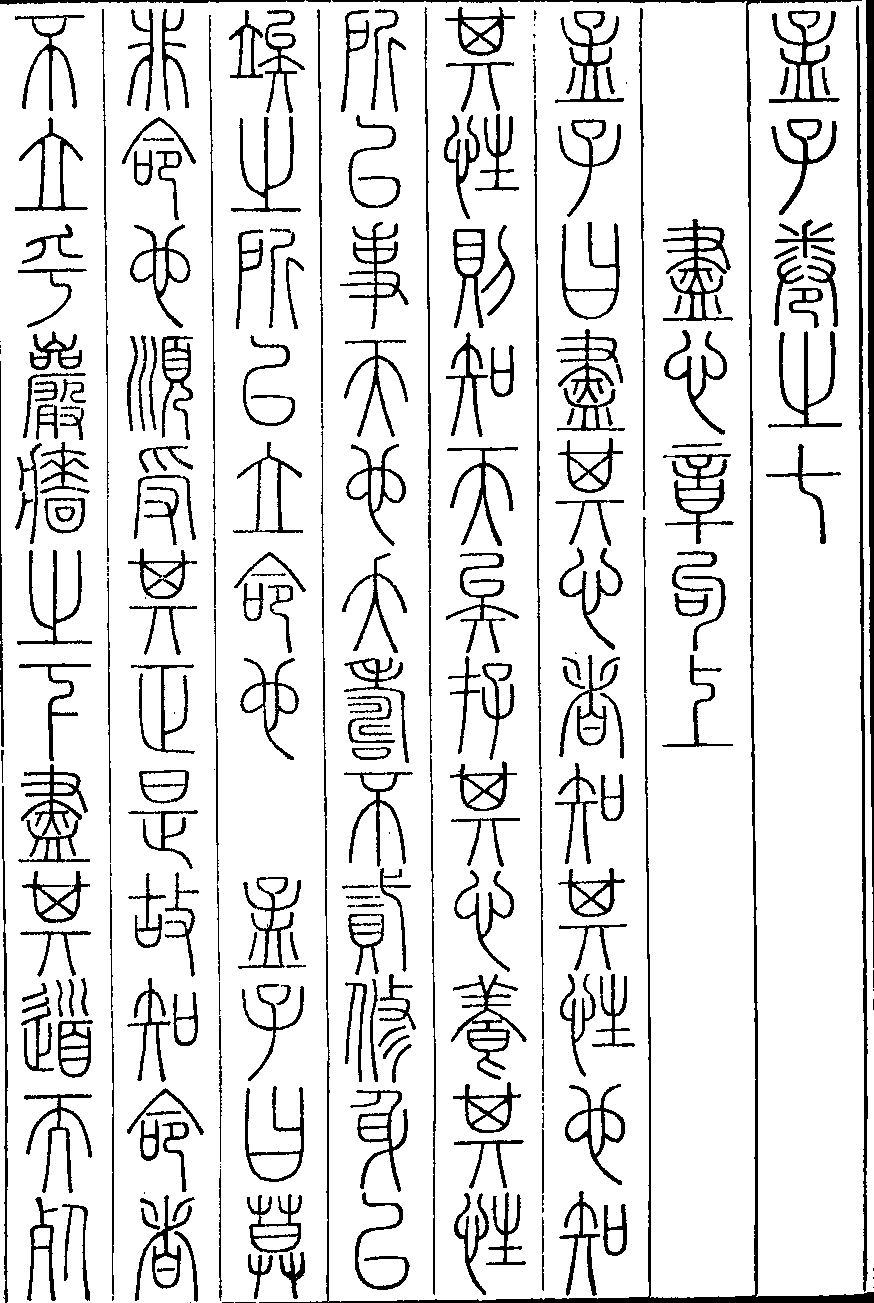 孟子卷之七
盡心章句上
孟子曰盡其心者知其性也知
其性則知天矣存其心養其性
所以事天也夭壽不貳修身以
竢之所以立命也　孟子曰莫
非命也順受其正是故知命者
不立乎巖牆之下盡其道而死